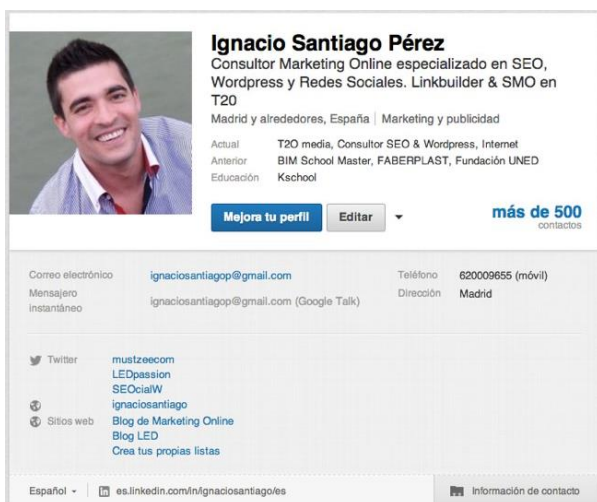 Ignacio Santiago Pérez
Consultor Marketing Online especializado en SEO,
Wordpress y Redes Sociales. Linkbuilder & SMO en
T20
Madrid y alrededores, España | Marketing y publicidad
Actual T2O media, Consultor SEO & Wordpress, Internet
Anterior BIM School Master, FABERPLAST, Fundación UNED
Educación Kschool
Mejora tu perfil Editar más de 500
contactos
Correo electrónico ignaciosantiagop@gmail.com Teléfono 620009655 (móvil)
Mensajero
instantáneo ignaciosantiagop@gmail.com (Google Talk) Dirección Madrid
Twitter mustzeecom
LEDpassion
SEOcialW
ignaciosantiago
Sitios web Blog de Marketing Online
Blog LED
Crea tus propias listas
Español in es.linkedin.com/in/ignaciosantiago/es Información de contacto